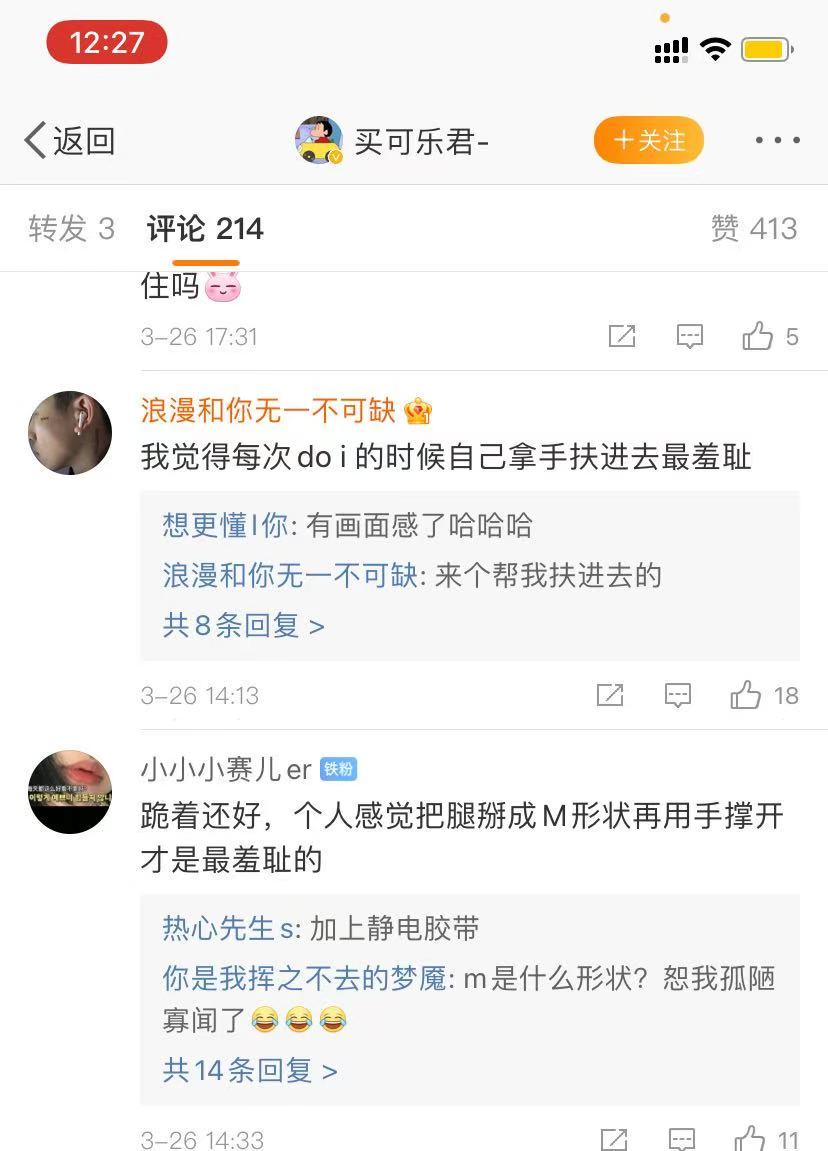 12:27
返回
买可乐君-
+关注
转发 3
评论 214
赞 413
住吗
3-26 17:31
5
浪漫和你无一不可缺
我觉得每次do i的时候自己拿手扶进去最羞耻
想更懂l你: 有画面感了哈哈哈
浪漫和你无一不可缺: 来个帮我扶进去的
共8条回复 >
3-26 14:13
18
小小小赛儿er
铁粉
跪着还好，个人感觉把腿掰成M形状再用手撑开
才是最羞耻的
热心先生s: 加上静电胶带
你是我挥之不去的梦魇: m是什么形状？恕我孤陋
寡闻了
共14条回复 >
3-26 14:33
11